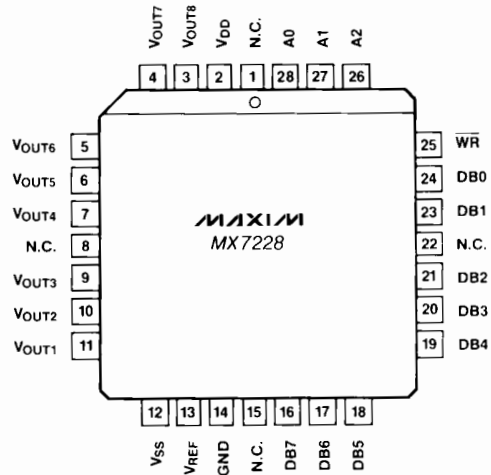 VOUT7 VOUT8 VDD N.C. A0 A1 A2
4 3 2 1 28 27 26
VOUT6 5
VOUT5 6
VOUT4 7
N.C. 8
VOUT3 9
VOUT2 10
VOUT1 11
MAXIM
MX7228
25 WR
24 DB0
23 DB1
22 N.C.
21 DB2
20 DB3
19 DB4
12 13 14 15 16 17 18
VSS VREF GND N.C. DB7 DB6 DB5